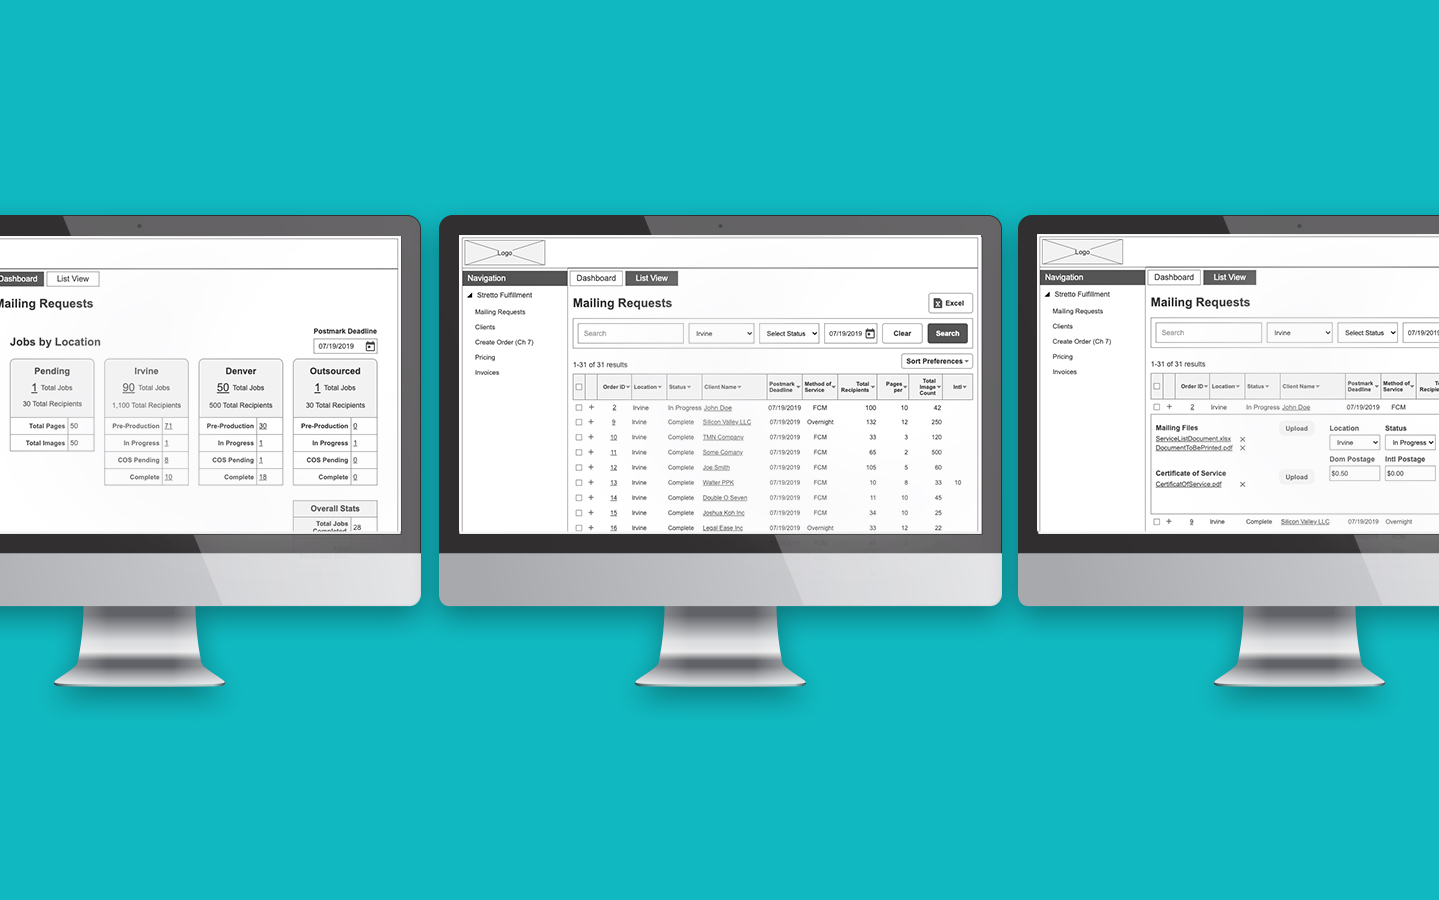 Dashboard
List View
Mailing Requests
Postmark Deadline
07/19/2019
Jobs by Location
Pending
1 Total Jobs
30 Total Recipients
Total Pages 50
Total Images 50
Irvine
90 Total Jobs
1,100 Total Recipients
Pre-Production 71
In Progress 1
COS Pending 8
Complete 10
Denver
50 Total Jobs
500 Total Recipients
Pre-Production 30
In Progress 1
COS Pending 1
Complete 18
Outsourced
1 Total Jobs
30 Total Recipients
Pre-Production 0
In Progress 1
COS Pending 0
Complete 0
Overall Stats
Total Jobs 28
Completed
Logo
Navigation
Stretto Fulfillment
Mailing Requests
Clients
Create Order (Ch 7)
Pricing
Invoices
Dashboard
List View
Mailing Requests
Excel
Search
Irvine
Select Status
07/19/2019
Clear
Search
1-31 of 31 results
Sort Preferences
Order ID Location Status Client Name Postmark Deadline Method of Service Total Recipients Pages per Total Image Count Intl
2 Irvine In Progress John Doe 07/19/2019 FCM 100 10 42
9 Irvine Complete Silicon Valley LLC 07/19/2019 Overnight 132 12 250
10 Irvine Complete TMN Company 07/19/2019 FCM 33 3 120
11 Irvine Complete Some Comany 07/19/2019 FCM 65 2 500
12 Irvine Complete Joe Smith 07/19/2019 FCM 105 5 60
13 Irvine Complete Walter PPK 07/19/2019 FCM 10 8 33 10
14 Irvine Complete Double O Seven 07/19/2019 FCM 11 10 45
15 Irvine Complete Joshua Koh Inc 07/19/2019 FCM 34 10 25
16 Irvine Complete Legal Ease Inc 07/19/2019 Overnight 33 12 22
Logo
Navigation
Stretto Fulfillment
Mailing Requests
Clients
Create Order (Ch 7)
Pricing
Invoices
Dashboard
List View
Mailing Requests
Search
Irvine
Select Status
07/19/201
1-31 of 31 results
Order ID Location Status Client Name Postmark Deadline Method of Service
2 Irvine In Progress John Doe 07/19/2019 FCM
Mailing Files
Upload
ServiceListDocument.xlsx
DocumentToBePrinted.pdf
Certificate of Service
Upload
CertificatOfService.pdf
Location
Irvine
Status
In Progress
Dom Postage
$0.50
Intl Postage
$0.00
9 Irvine Complete Silicon Valley LLC 07/19/2019 Overnight